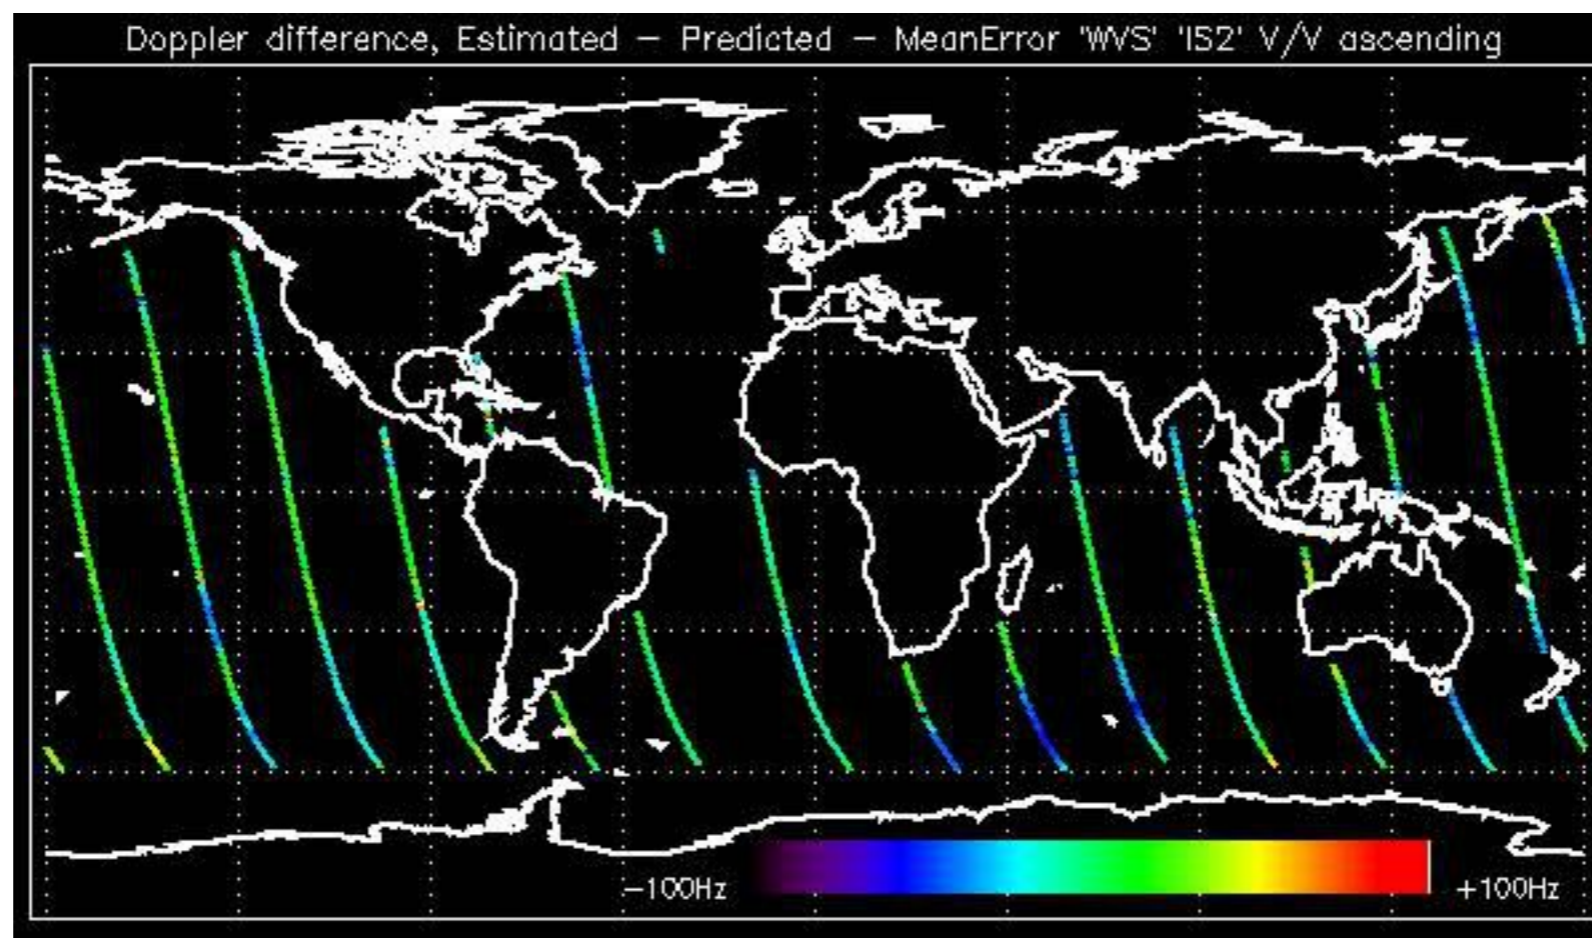 Doppler difference, Estimated - Predicted - MeanError 'WVS' 'IS2' V/V ascending
-100Hz
+100Hz